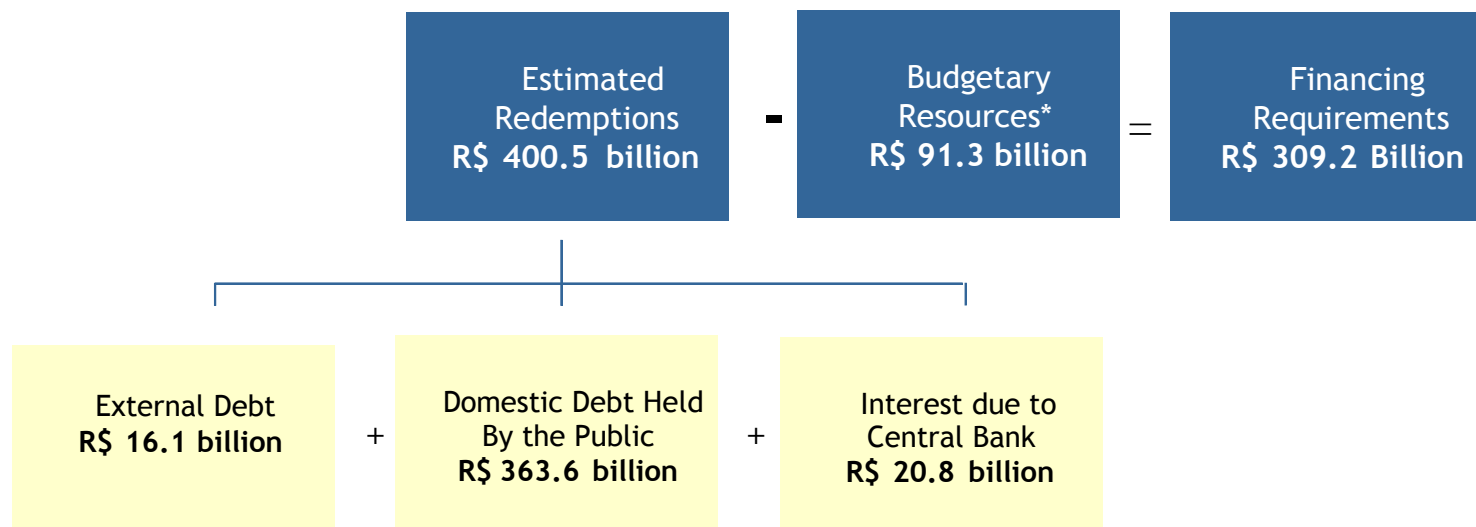 Estimated
Redemptions
R$ 400.5 billion
-
Budgetary
Resources*
R$ 91.3 billion
=
Financing
Requirements
R$ 309.2 Billion
External Debt
R$ 16.1 billion
+
Domestic Debt Held
By the Public
R$ 363.6 billion
+
Interest due to
Central Bank
R$ 20.8 billion